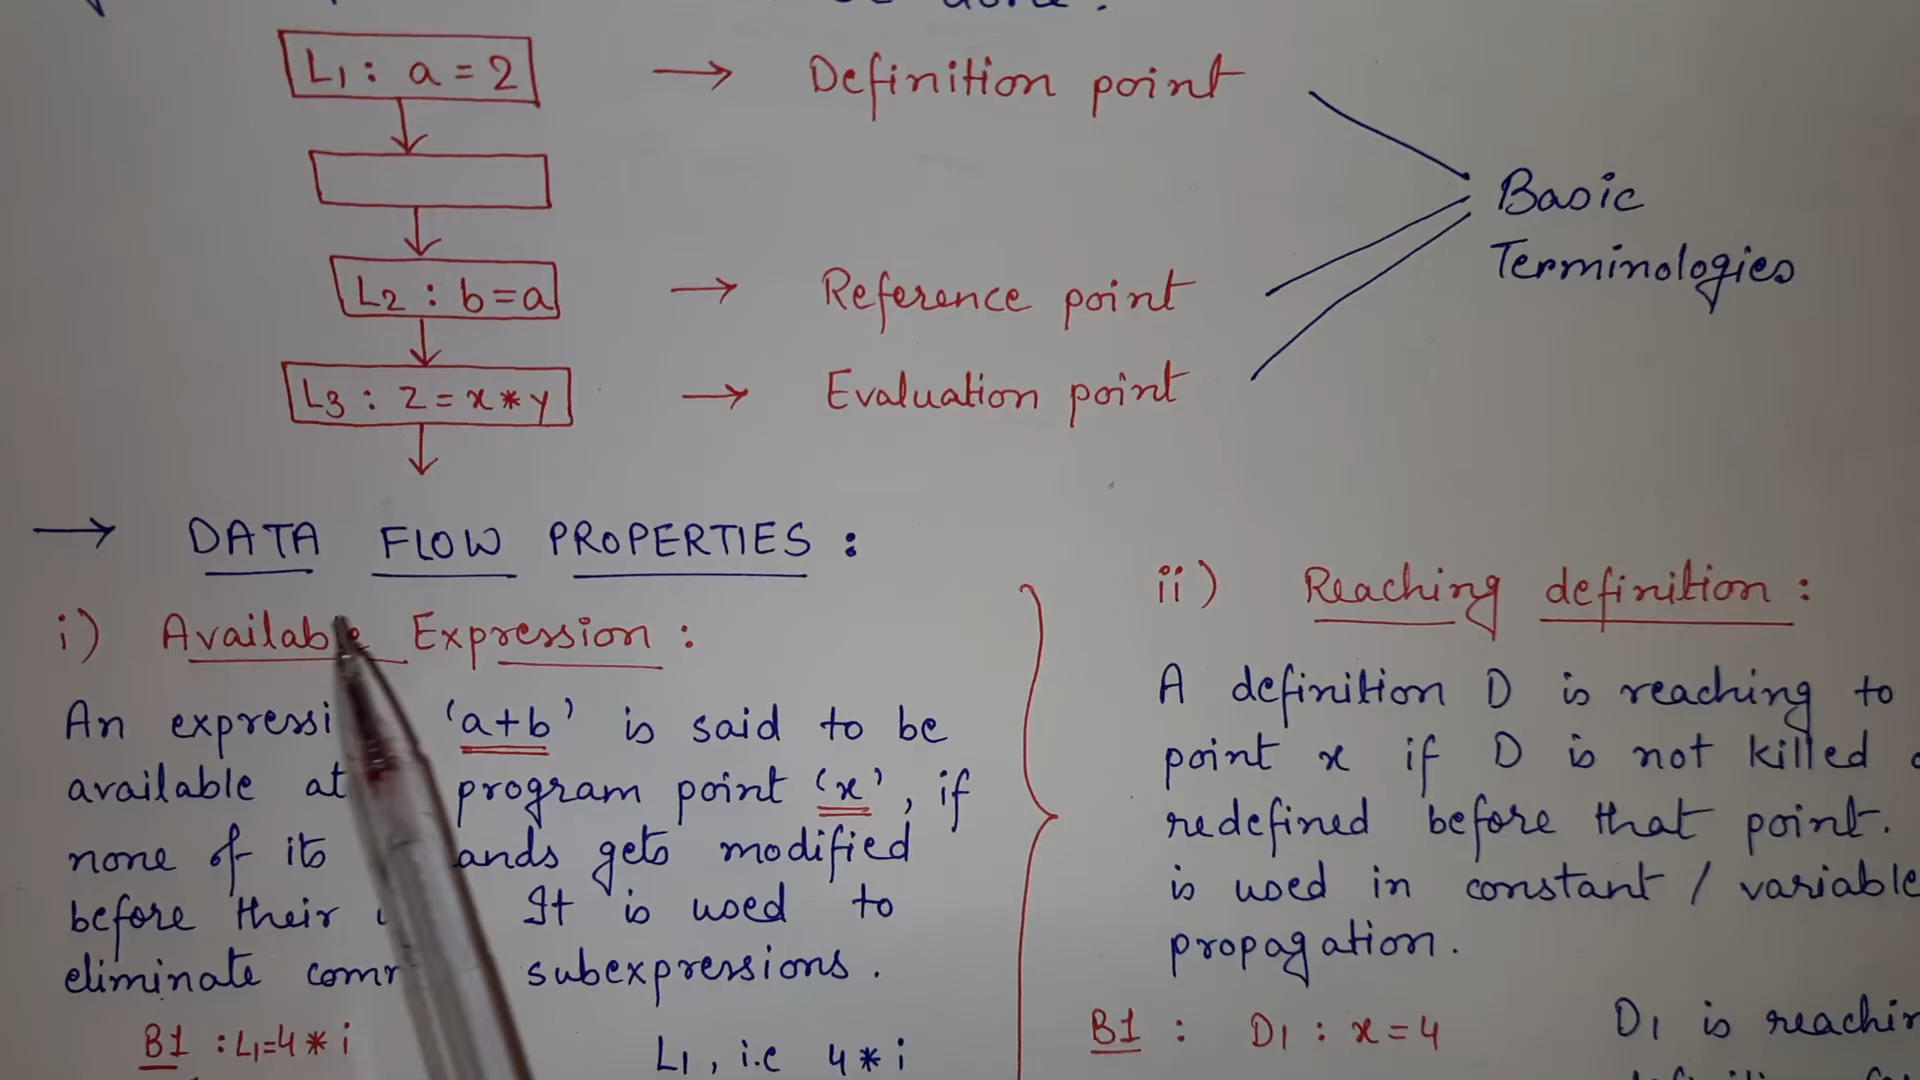 done.
L1 : a = 2 → Definition point
Basic
Terminologies
L2 : b = a → Reference point
L3 : z = x * y → Evaluation point
→ DATA FLOW PROPERTIES :
i) Available Expression :
An expressi 'a+b' is said to be
available at program point 'x', if
none of its ands gets modified
before their It is used to
eliminate com subexpressions.
B1 : L1=4 * i
L1, i.e 4 * i
ii) Reaching definition :
A definition D is reaching to
point x if D is not killed
redefined before that point.
is used in constant / variable
propagation.
B1 : D1 : x = 4
D1 is reachin